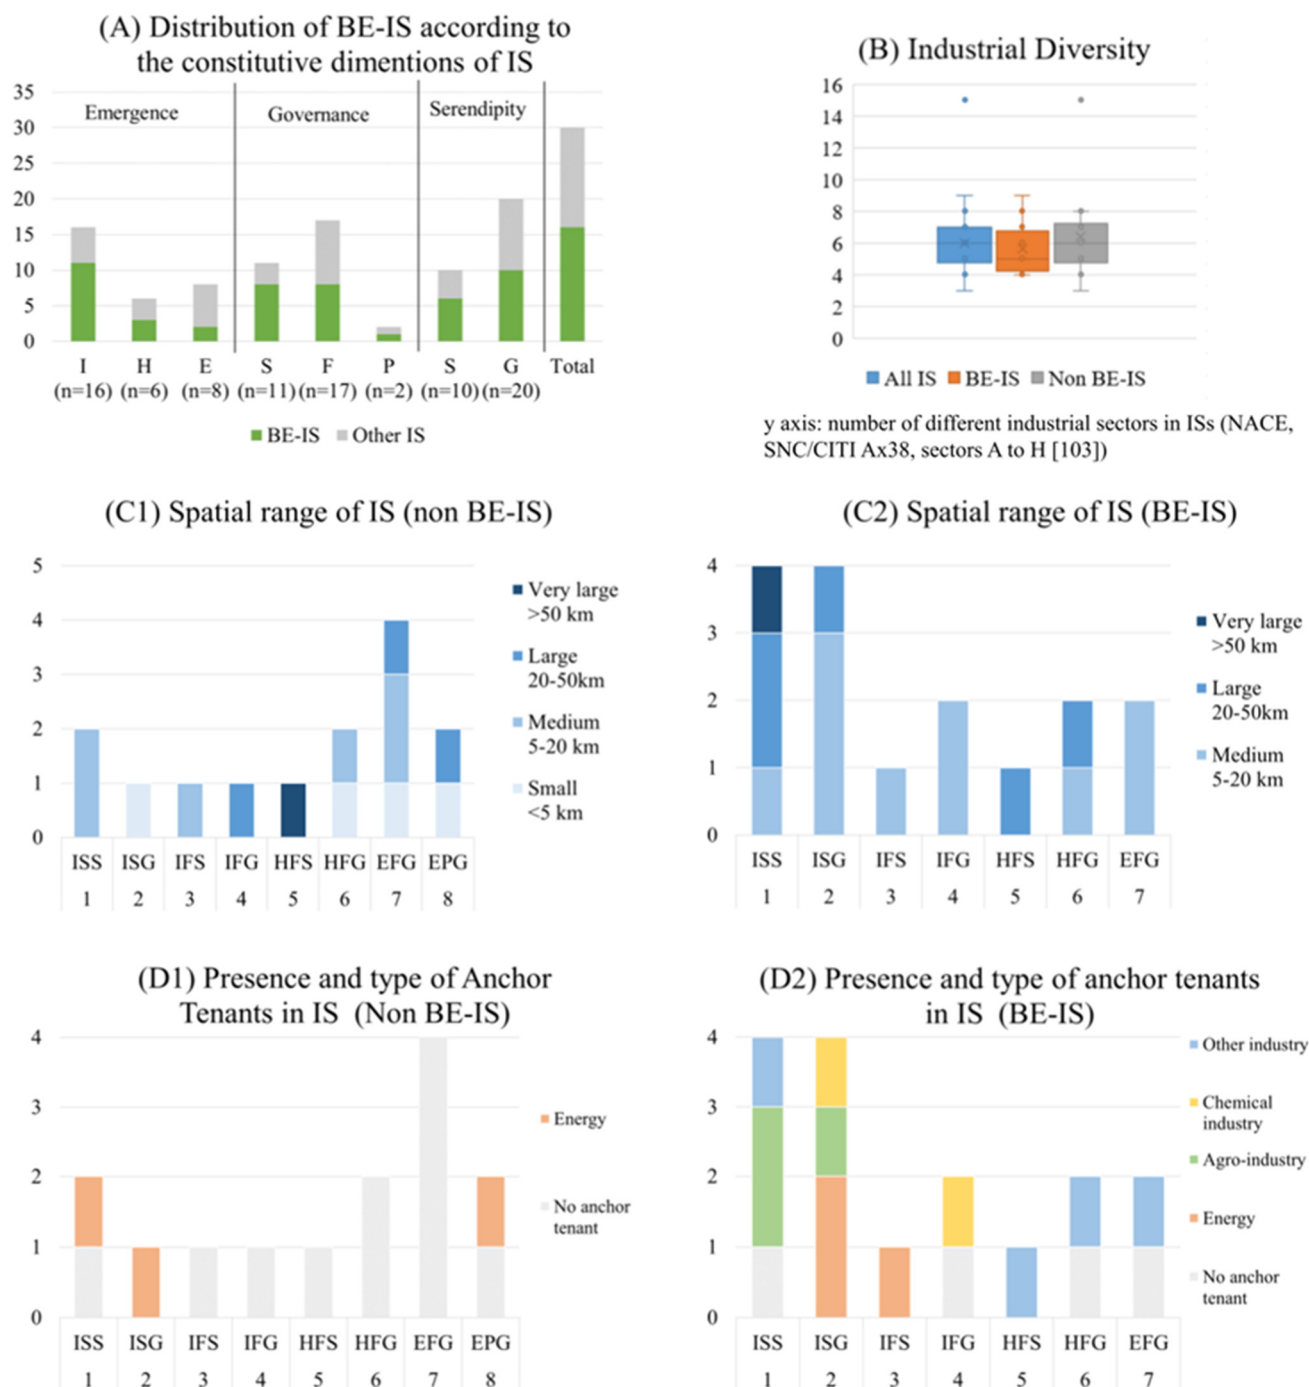 (A) Distribution of BE-IS according to
the constitutive dimentions of IS
35
30
25
20
15
10
5
0
Emergence
Governance
Serendipity
I
H
E
S
F
P
S
G
Total
(n=16)
(n=6)
(n=8)
(n=11)
(n=17)
(n=2)
(n=10)
(n=20)
BE-IS
Other IS
(B) Industrial Diversity
16
14
12
10
8
6
4
2
0
All IS
BE-IS
Non BE-IS
y axis: number of different industrial sectors in ISs (NACE,
SNC/CITI Ax38, sectors A to H [103])
(C1) Spatial range of IS (non BE-IS)
5
4
3
2
1
0
ISS
ISG
IFS
IFG
HFS
HFG
EFG
EPG
1
2
3
4
5
6
7
8
Very large
>50 km
Large
20-50km
Medium
5-20 km
Small
<5 km
(C2) Spatial range of IS (BE-IS)
4
3
2
1
0
ISS
ISG
IFS
IFG
HFS
HFG
EFG
1
2
3
4
5
6
7
Very large
>50 km
Large
20-50km
Medium
5-20 km
(D1) Presence and type of Anchor
Tenants in IS (Non BE-IS)
4
3
2
1
0
ISS
ISG
IFS
IFG
HFS
HFG
EFG
EPG
1
2
3
4
5
6
7
8
Energy
No anchor
tenant
(D2) Presence and type of anchor tenants
in IS (BE-IS)
4
3
2
1
0
ISS
ISG
IFS
IFG
HFS
HFG
EFG
1
2
3
4
5
6
7
Other industry
Chemical
industry
Agro-industry
Energy
No anchor
tenant